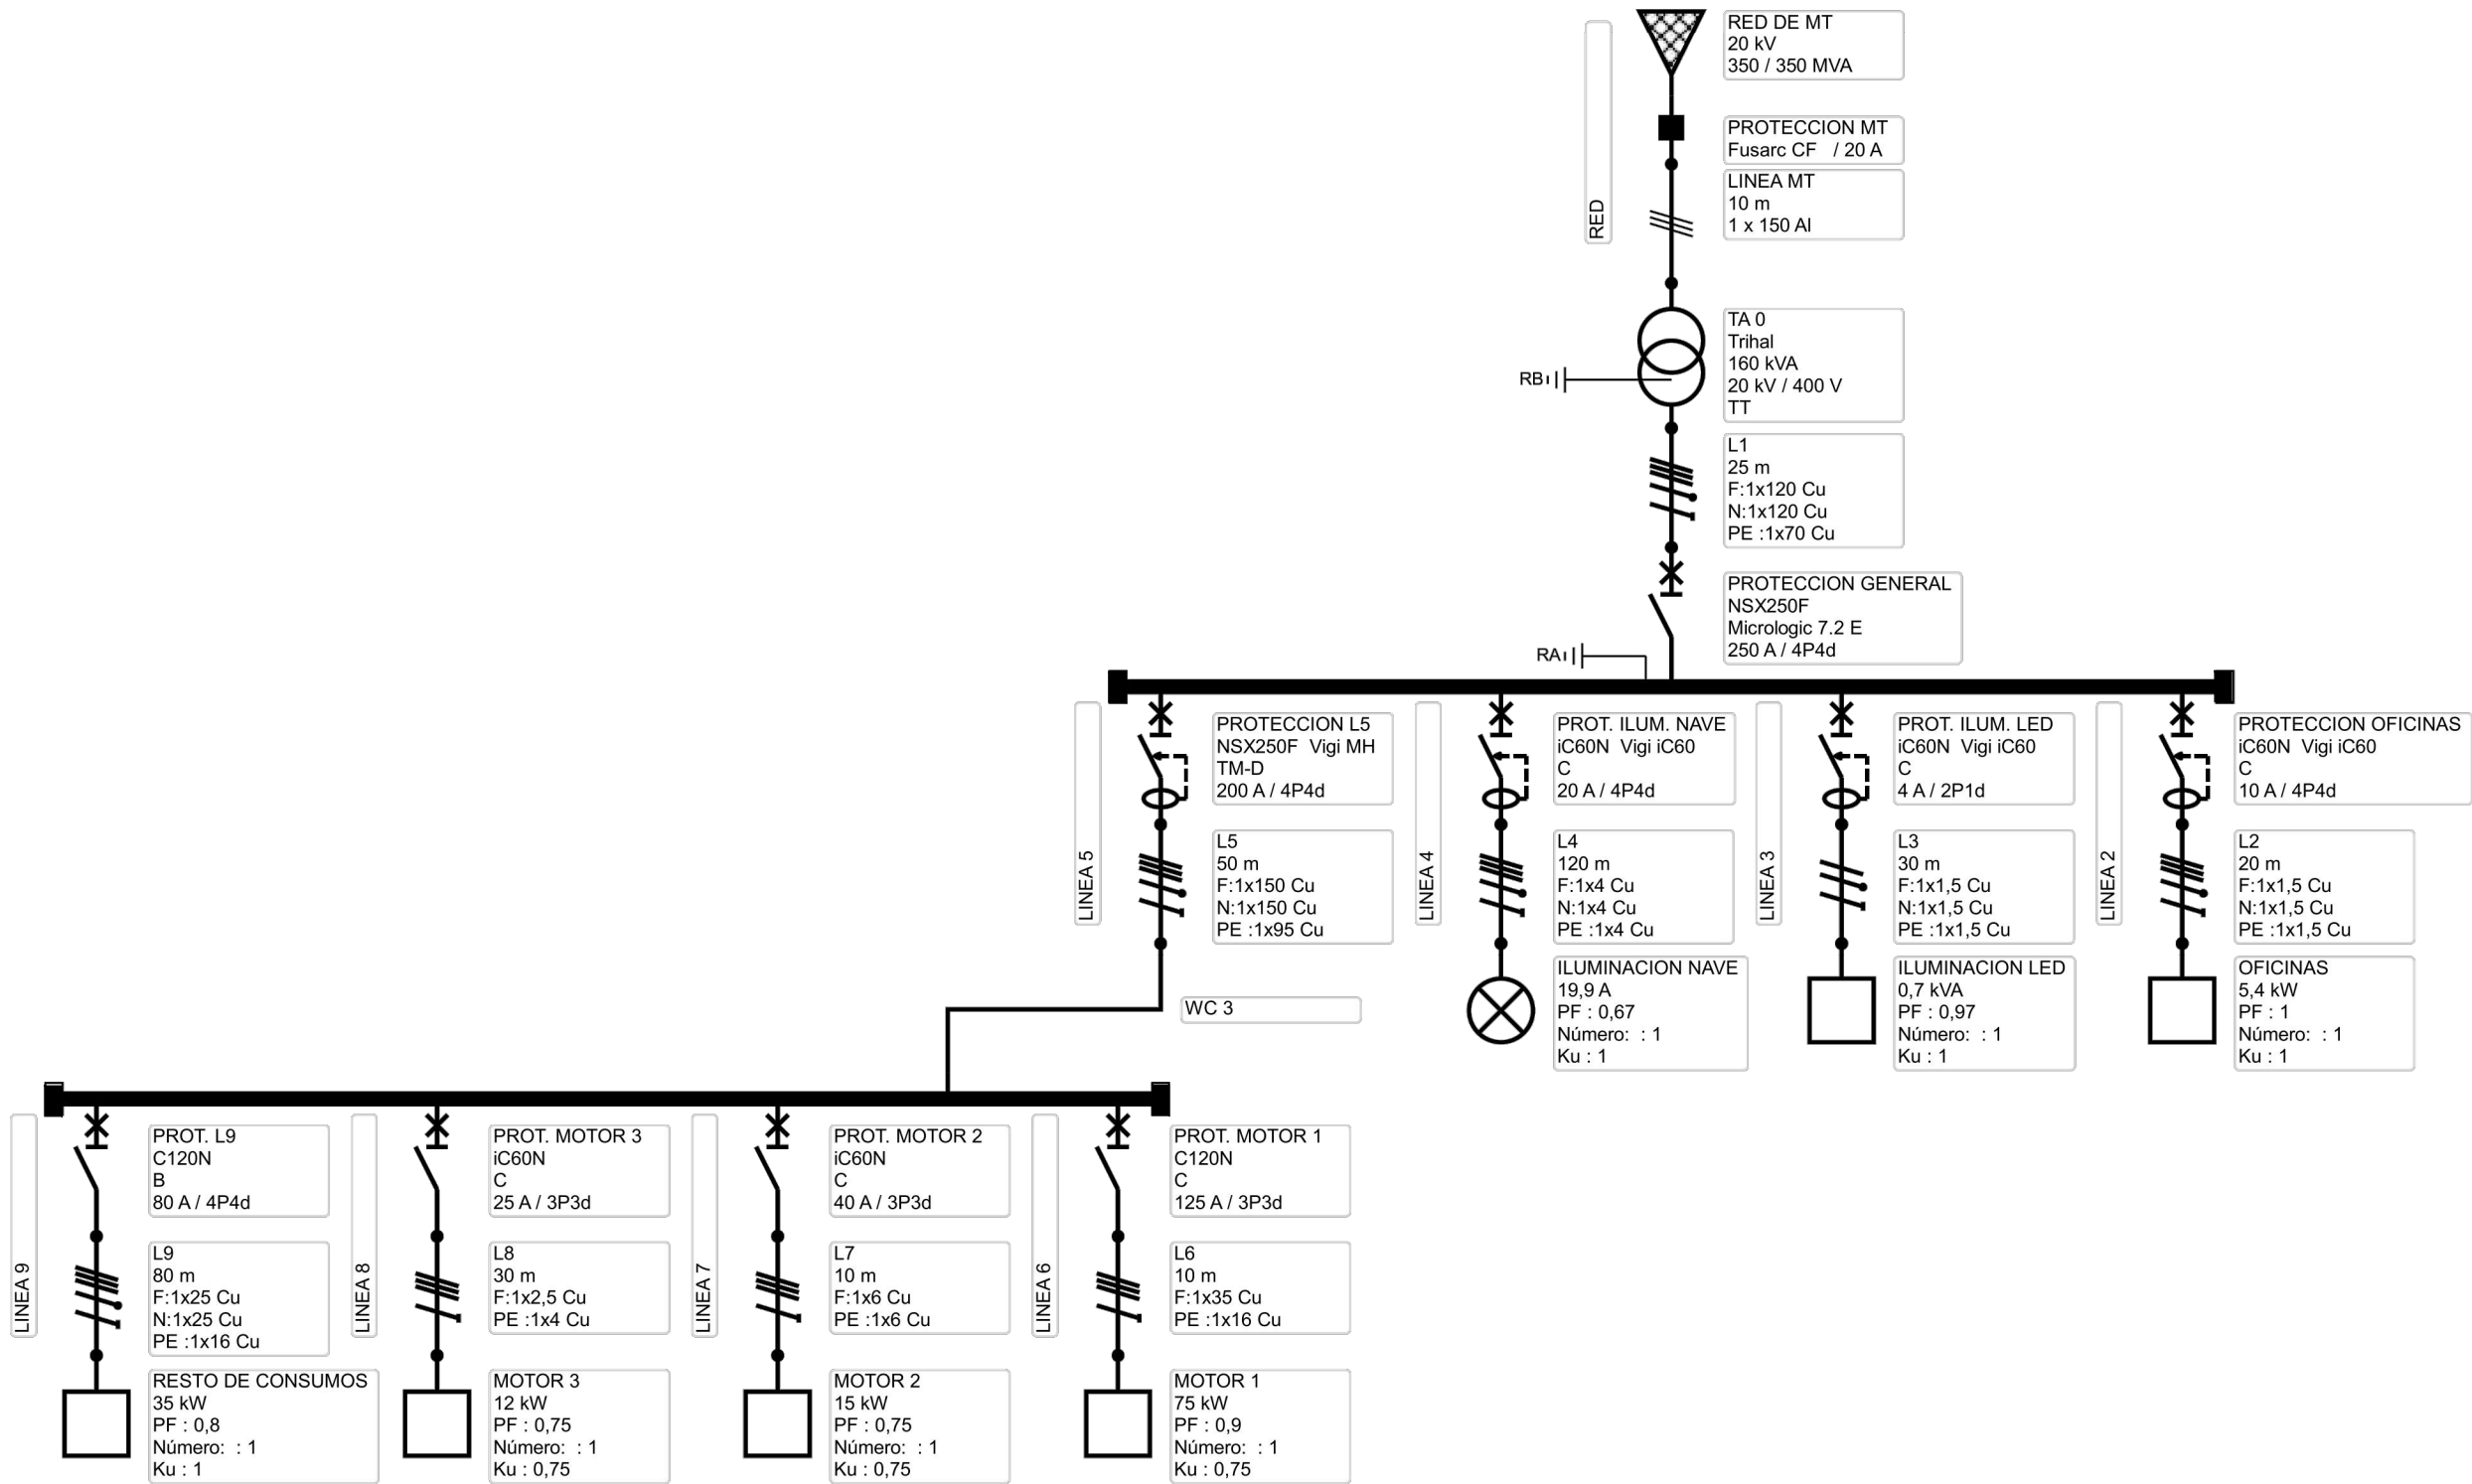 RED
RED DE MT
20 kV
350 / 350 MVA
PROTECCION MT
Fusarc CF / 20 A
LINEA MT
10 m
1 x 150 Al
TA 0
Trihal
160 kVA
20 kV / 400 V
TT
RB
L1
25 m
F:1x120 Cu
N:1x120 Cu
PE :1x70 Cu
PROTECCION GENERAL
NSX250F
Micrologic 7.2 E
250 A / 4P4d
RA
LINEA 5
PROTECCION L5
NSX250F Vigi MH
TM-D
200 A / 4P4d
L5
50 m
F:1x150 Cu
N:1x150 Cu
PE :1x95 Cu
WC 3
LINEA 4
PROT. ILUM. NAVE
iC60N Vigi iC60
C
20 A / 4P4d
L4
120 m
F:1x4 Cu
N:1x4 Cu
PE :1x4 Cu
ILUMINACION NAVE
19,9 A
PF : 0,67
Número: : 1
Ku : 1
LINEA 3
PROT. ILUM. LED
iC60N Vigi iC60
C
4 A / 2P1d
L3
30 m
F:1x1,5 Cu
N:1x1,5 Cu
PE :1x1,5 Cu
ILUMINACION LED
0,7 kVA
PF : 0,97
Número: : 1
Ku : 1
LINEA 2
PROTECCION OFICINAS
iC60N Vigi iC60
C
10 A / 4P4d
L2
20 m
F:1x1,5 Cu
N:1x1,5 Cu
PE :1x1,5 Cu
OFICINAS
5,4 kW
PF : 1
Número: : 1
Ku : 1
LINEA 9
PROT. L9
C120N
B
80 A / 4P4d
L9
80 m
F:1x25 Cu
N:1x25 Cu
PE :1x16 Cu
RESTO DE CONSUMOS
35 kW
PF : 0,8
Número: : 1
Ku : 1
LINEA 8
PROT. MOTOR 3
iC60N
C
25 A / 3P3d
L8
30 m
F:1x2,5 Cu
PE :1x4 Cu
MOTOR 3
12 kW
PF : 0,75
Número: : 1
Ku : 0,75
LINEA 7
PROT. MOTOR 2
iC60N
C
40 A / 3P3d
L7
10 m
F:1x6 Cu
PE :1x6 Cu
MOTOR 2
15 kW
PF : 0,75
Número: : 1
Ku : 0,75
LINEA 6
PROT. MOTOR 1
C120N
C
125 A / 3P3d
L6
10 m
F:1x35 Cu
PE :1x16 Cu
MOTOR 1
75 kW
PF : 0,9
Número: : 1
Ku : 0,75